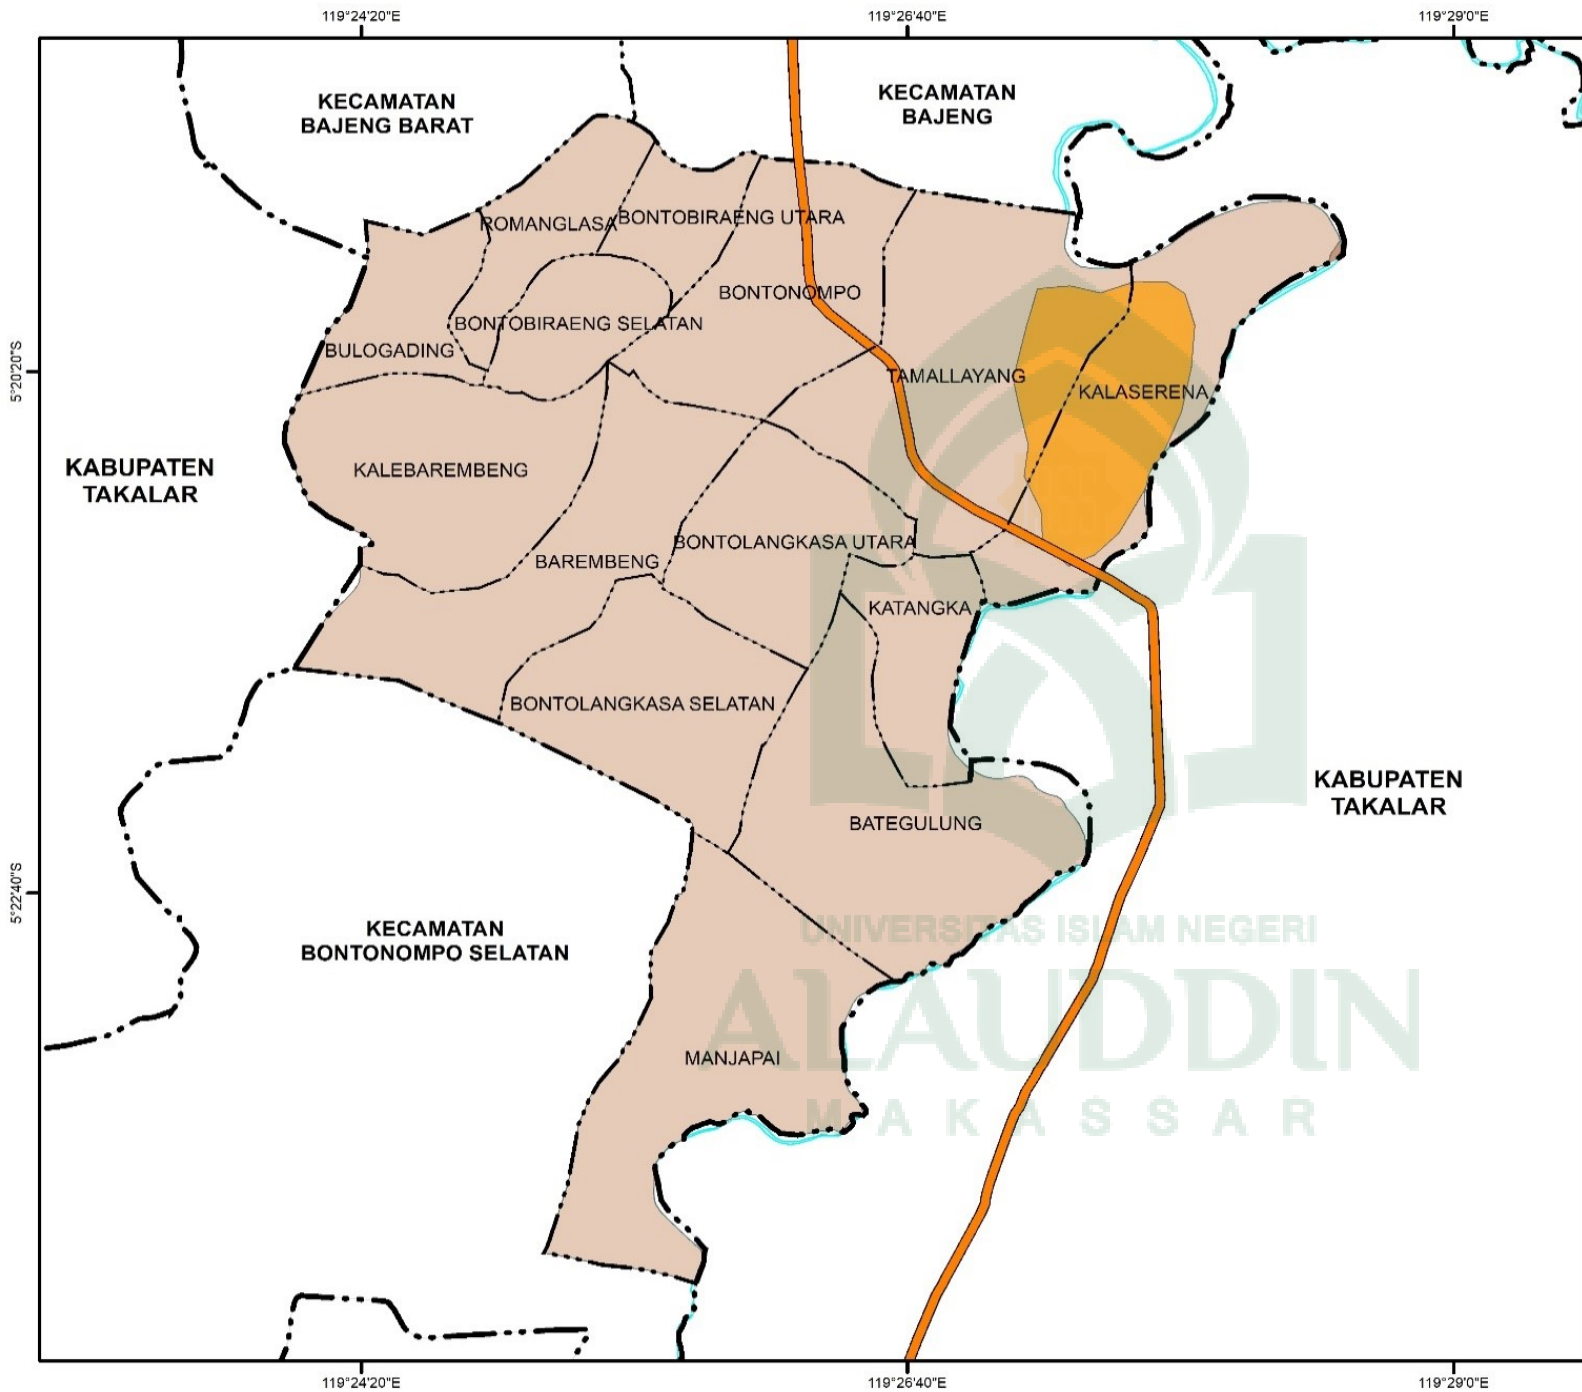 119°24'20"E
119°26'40"E
119°29'0"E
KECAMATAN
BAJENG BARAT
KECAMATAN
BAJENG
ROMANGLASA
BONTOBIRAENG UTARA
BONTONOMPO
BONTOBIRAENG SELATAN
BULOGADING
5°20'20"S
TAMALLAYANG
KALASERENA
KABUPATEN
TAKALAR
KALEBAREMBENG
BONTOLANGKASA UTARA
BAREMBENG
KATANGKA
BONTOLANGKASA SELATAN
KABUPATEN
TAKALAR
BATEGULUNG
5°22'40"S
KECAMATAN
BONTONOMPO SELATAN
UNIVERSITAS ISLAM NEGERI
ALAUDDIN
MAKASSAR
MANJAPAI
119°24'20"E
119°26'40"E
119°29'0"E